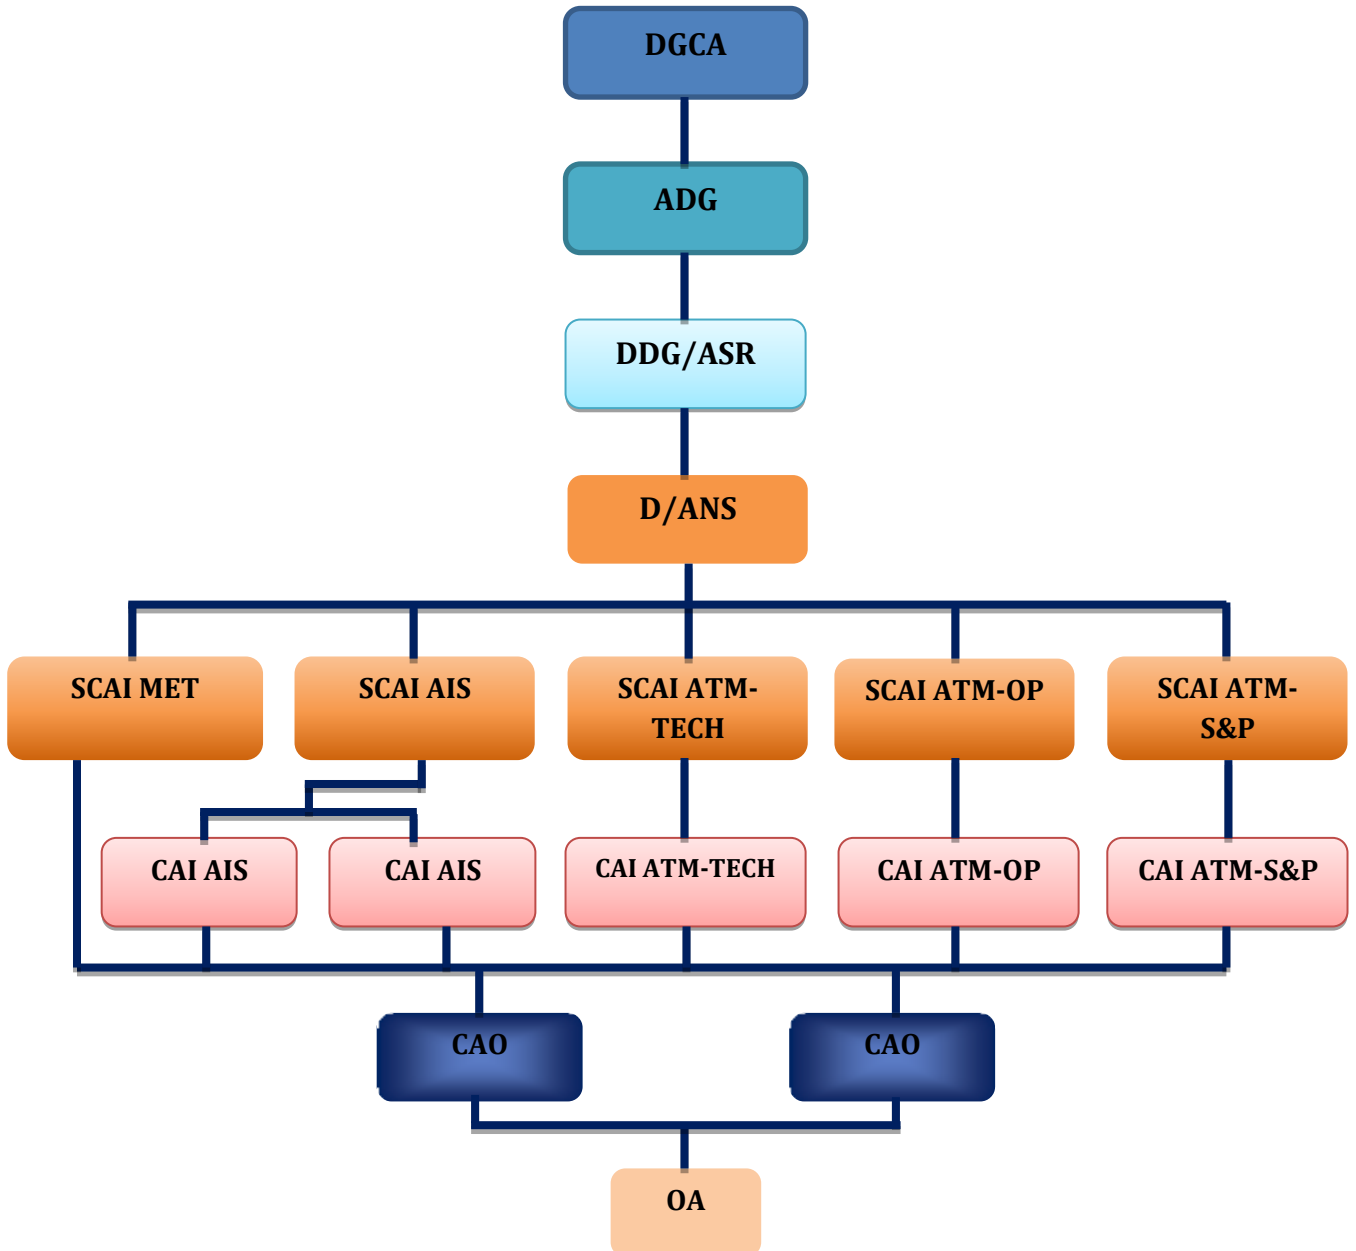 DGCA
ADG
DDG/ASR
D/ANS
SCAI MET
SCAI AIS
SCAI ATM-
TECH
SCAI ATM-OP
SCAI ATM-
S&P
CAI AIS
CAI AIS
CAI ATM-TECH
CAI ATM-OP
CAI ATM-S&P
CAO
CAO
OA